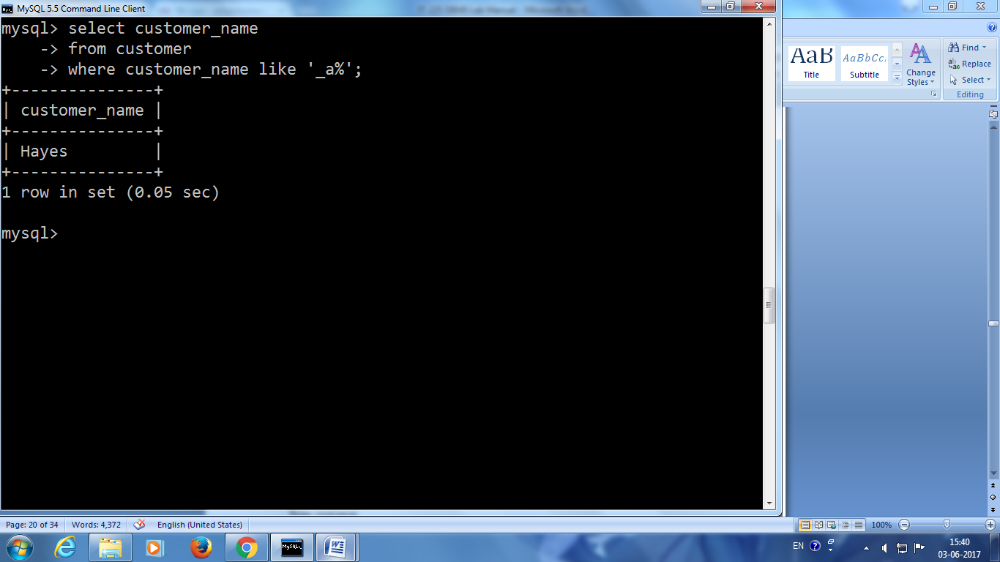 MySQL 5.5 Command Line Client
mysql> select customer_name
    -> from customer
    -> where customer_name like '_a%';
+---------------+
| customer_name |
+---------------+
| Hayes         |
+---------------+
1 row in set (0.05 sec)
mysql>
AaB
Title
AaBbCc.
Subtitle
Change
Styles
Find
Replace
Select
Editing
Page: 20 of 34
Words: 4,372
English (United States)
100%
EN
15:40
03-06-2017